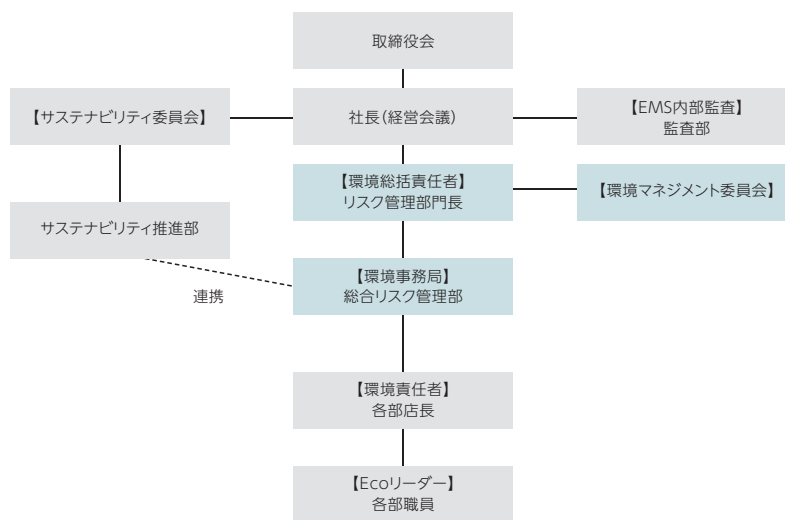 取締役会
【サステナビリティ委員会】
社長（経営会議）
【EMS内部監査】
監査部
【環境総括責任者】
リスク管理部門長
【環境マネジメント委員会】
サステナビリティ推進部
連携
【環境事務局】
総合リスク管理部
【環境責任者】
各部店長
【Ecoリーダー】
各部職員